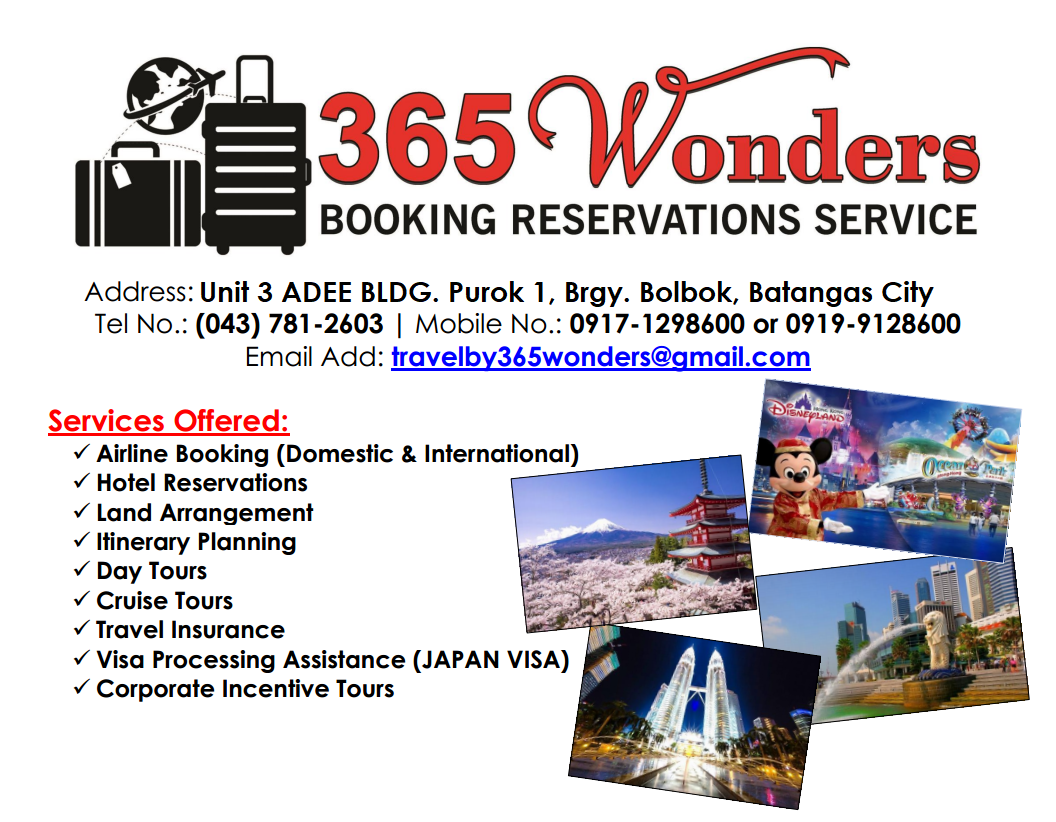 365 Wonders
BOOKING RESERVATIONS SERVICE
Address: Unit 3 ADEE BLDG. Purok 1, Brgy. Bolbok, Batangas City
Tel No.: (043) 781-2603 | Mobile No.: 0917-1298600 or 0919-9128600
Email Add: travelby365wonders@gmail.com
Services Offered:
✓ Airline Booking (Domestic & International)
✓ Hotel Reservations
✓ Land Arrangement
✓ Itinerary Planning
✓ Day Tours
✓ Cruise Tours
✓ Travel Insurance
✓ Visa Processing Assistance (JAPAN VISA)
✓ Corporate Incentive Tours
HONG KONG
DISNEYLAND
Ocean Park